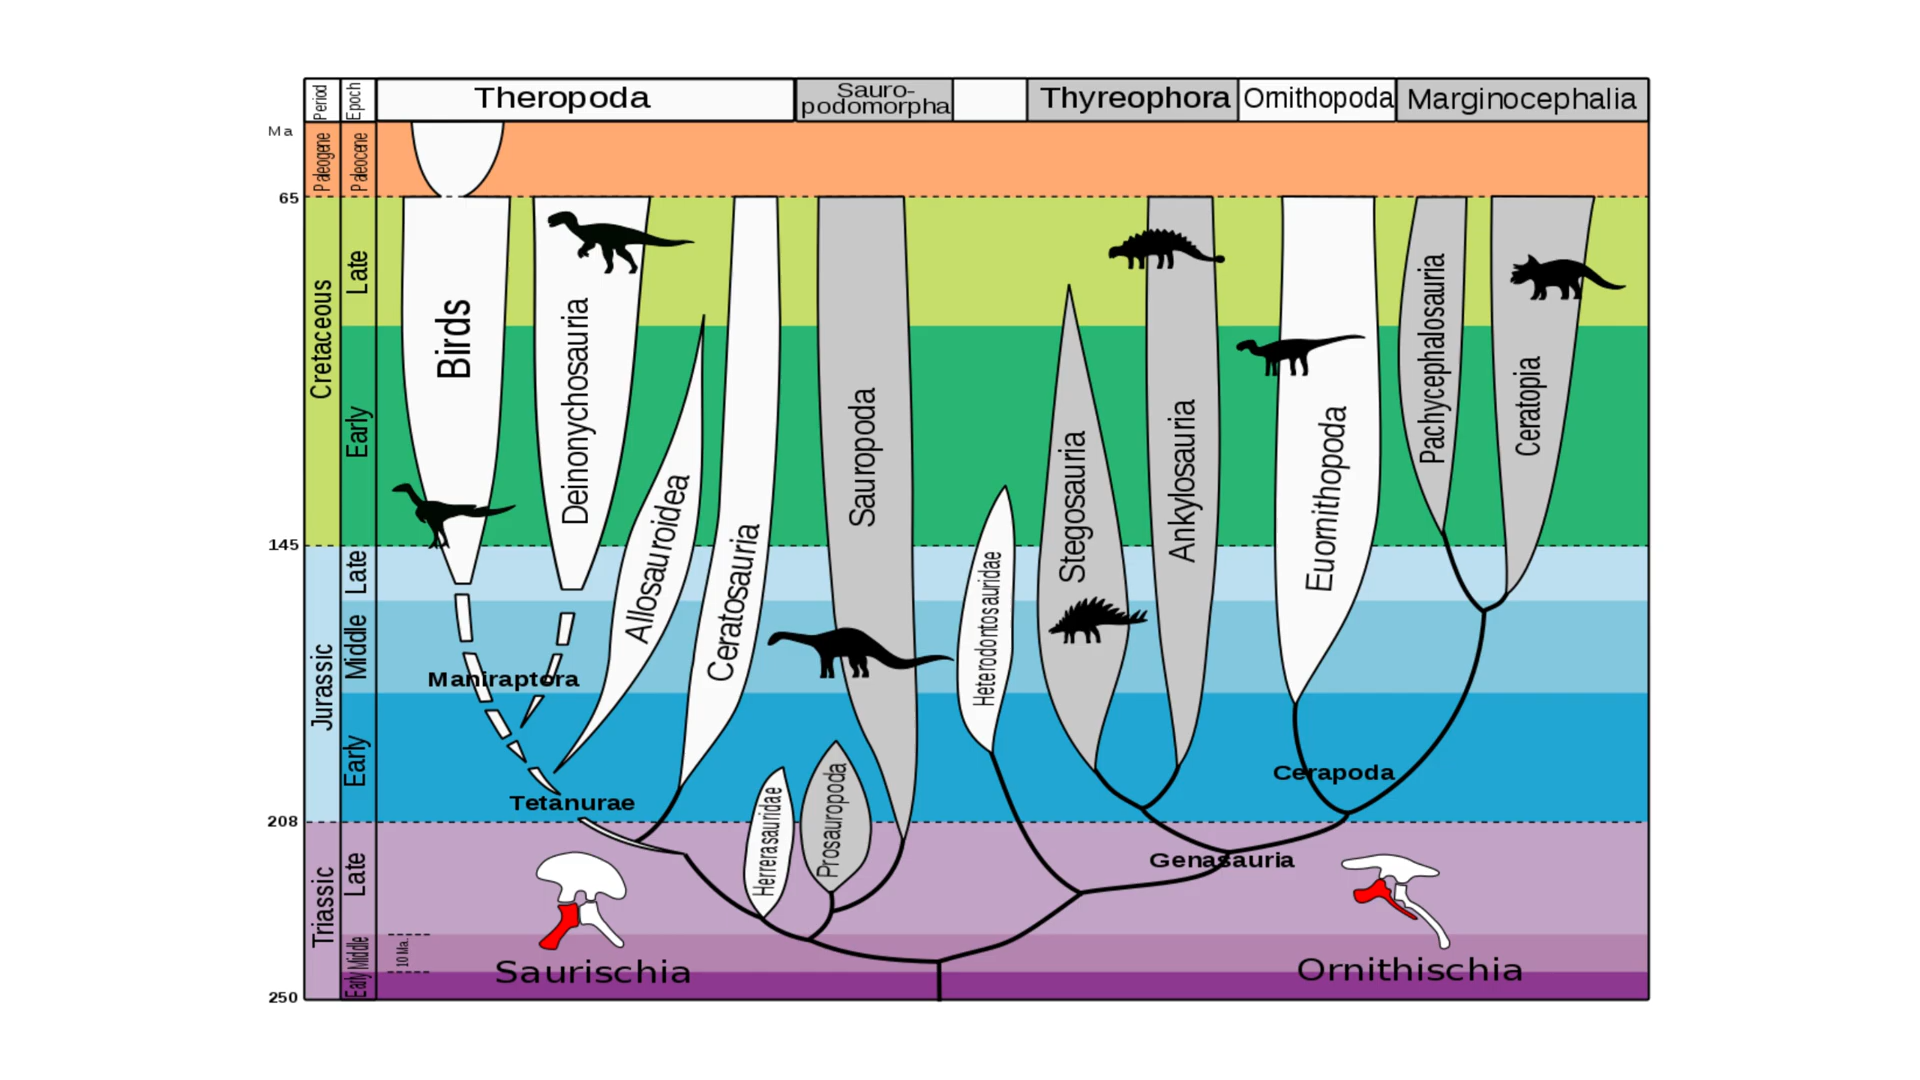 Period
Epoch
Theropoda
Sauro-
podomorpha
Thyreophora
Ornithopoda
Marginocephalia
Ma
Paleogene
Paleocene
65
Cretaceous
Late
Early
Birds
Deinonychosauria
Allosauroidea
Ceratosauria
Sauropoda
Heterodontosauridae
Stegosauria
Ankylosauria
Euornithopoda
Pachycephalosauria
Ceratopia
145
Jurassic
Late
Middle
Early
Maniraptora
Tetanurae
Cerapoda
208
Triassic
Late
Middle
Early
Herrerasauridae
Prosauropoda
Genasauria
10 Ma.
Saurischia
Ornithischia
250